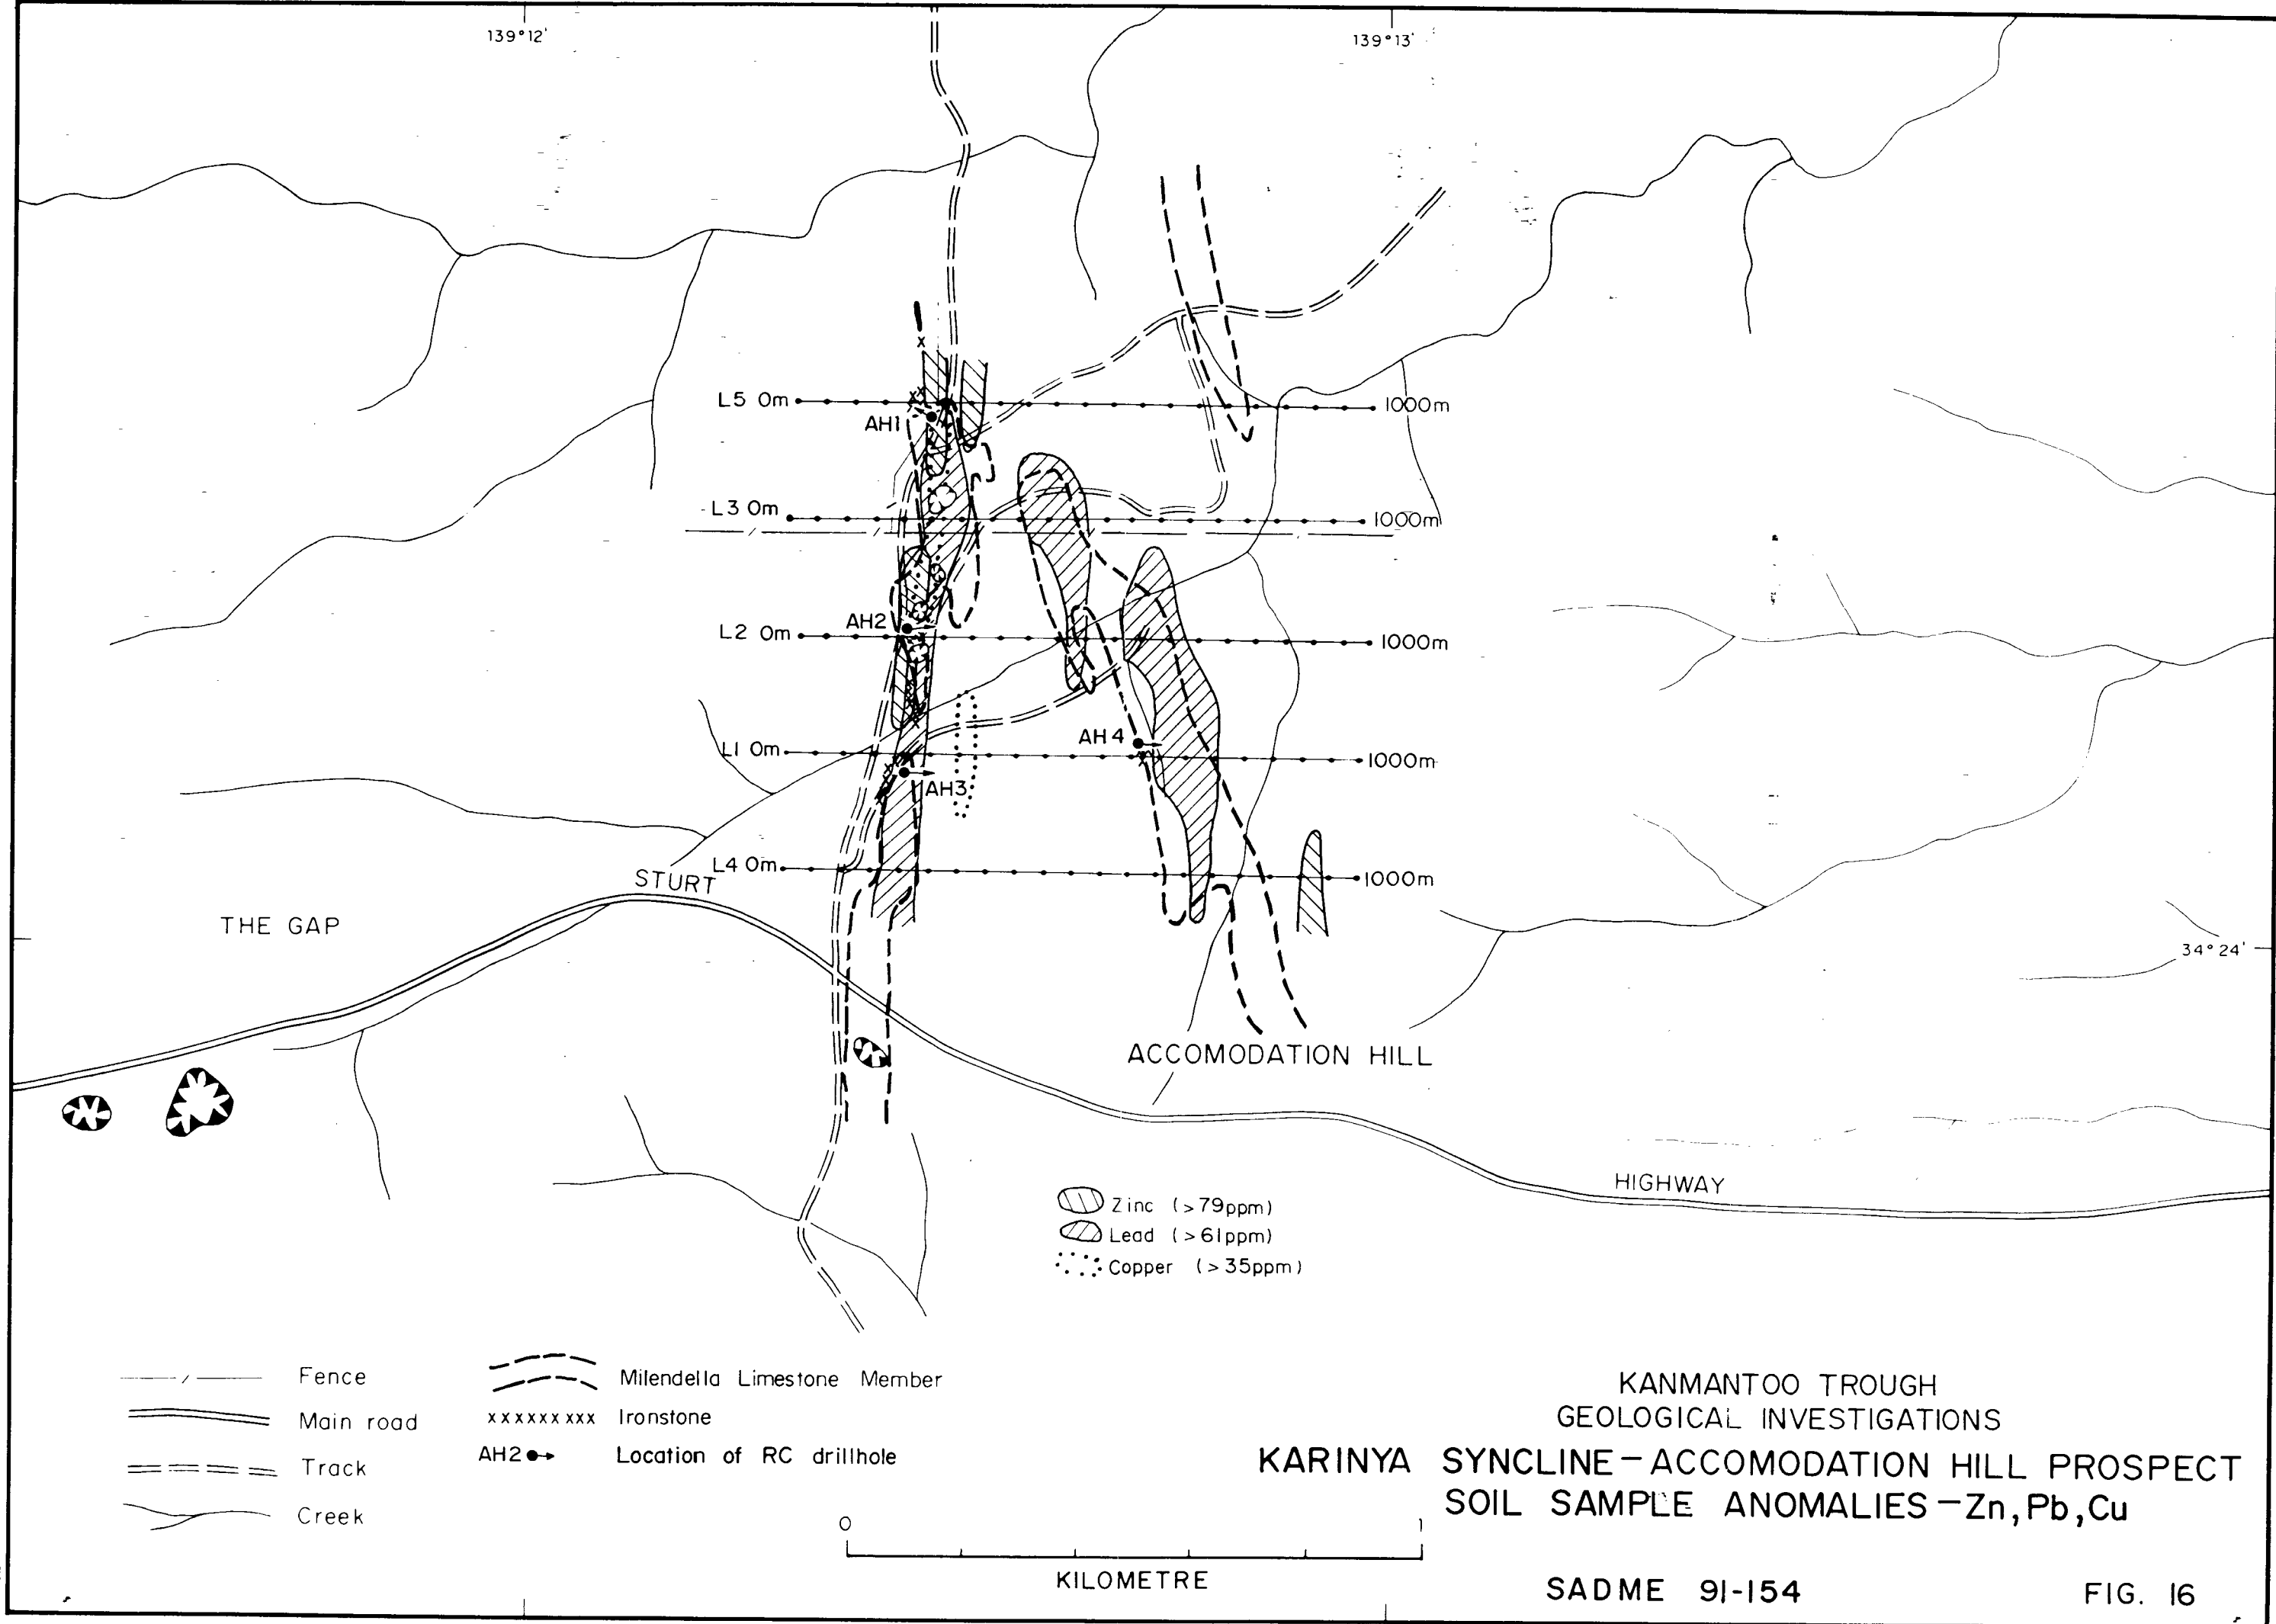 139°12'
139°13'
L5 0m
1000m
AH1
L3 0m
1000m
AH2
L2 0m
1000m
AH4
L1 0m
1000m
AH3
L4 0m
1000m
STURT
THE GAP
34°24'
ACCOMODATION HILL
HIGHWAY
Zinc (>79ppm)
Lead (>61ppm)
Copper (>35ppm)
Fence
Main road
Track
Creek
Milendella Limestone Member
xxxxxxxxx Ironstone
AH2 Location of RC drillhole
KANMANTOO TROUGH
GEOLOGICAL INVESTIGATIONS
KARINYA SYNCLINE-ACCOMODATION HILL PROSPECT
SOIL SAMPLE ANOMALIES-Zn,Pb,Cu
0 1
KILOMETRE
SADME 91-154
FIG. 16